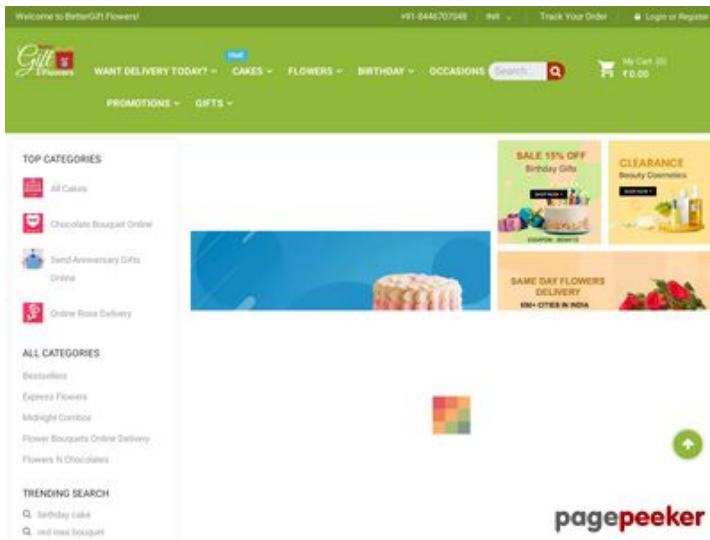 Welcome to BetterGift Flowers!
+91-8446707048
INR
Track Your Order
Login or Register
Gift
& Flowers
Hot!
WANT DELIVERY TODAY?
CAKES
FLOWERS
BIRTHDAY
OCCASIONS
Search...
My Cart (0)
₹0.00
PROMOTIONS
GIFTS
TOP CATEGORIES
All Cakes
Chocolate Bouquet Online
Send Anniversary Gifts
Online
Online Rose Delivery
ALL CATEGORIES
Bestsellers
Express Flowers
Midnight Combos
Flower Bouquets Online Delivery
Flowers N Chocolates
TRENDING SEARCH
birthday cake
red rose bouquet
SALE 15% OFF
Birthday Gifts
SHOP NOW
CLEARANCE
Beauty Cosmetics
SHOP NOW
SAME DAY FLOWERS
DELIVERY
CITIES IN INDIA
pagepeeker